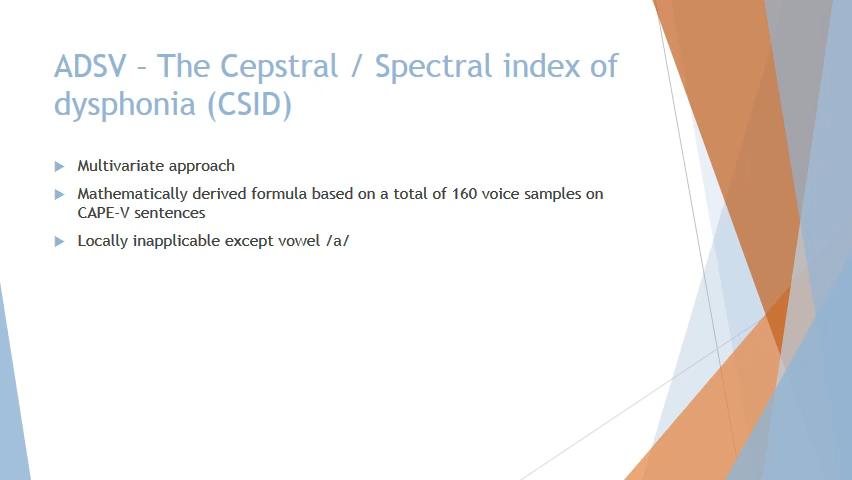 ADSV - The Cepstral / Spectral index of
dysphonia (CSID)
Multivariate approach
Mathematically derived formula based on a total of 160 voice samples on
CAPE-V sentences
Locally inapplicable except vowel /a/